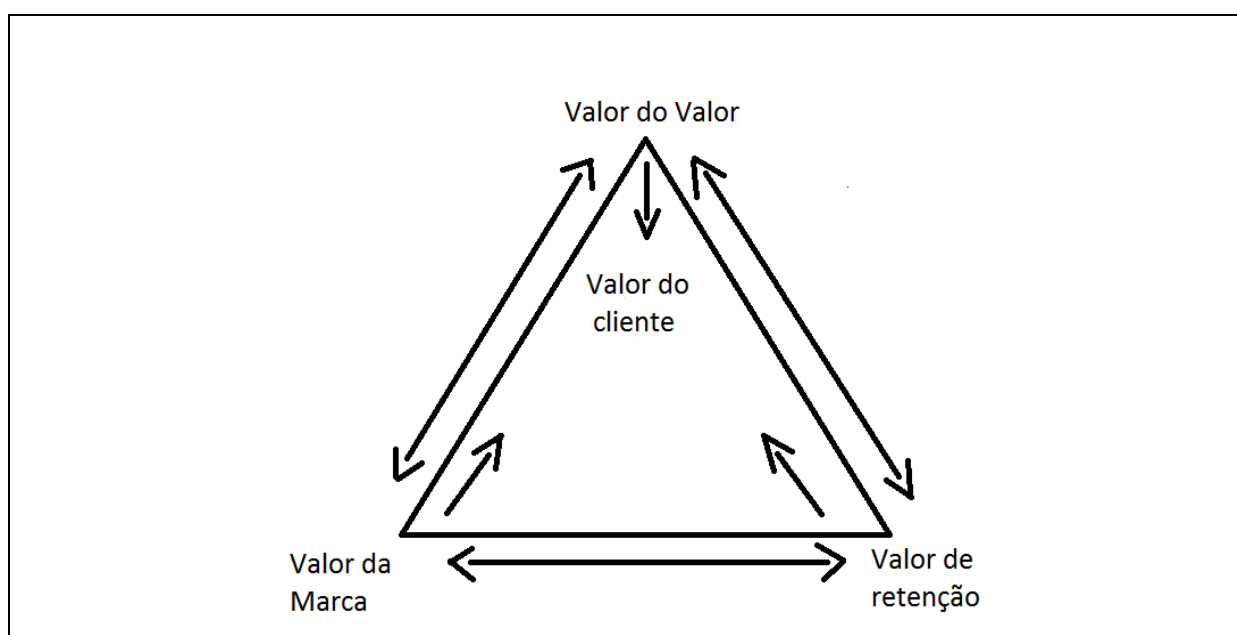 Valor do Valor
Valor do
cliente
Valor da
Marca
Valor de
retenção